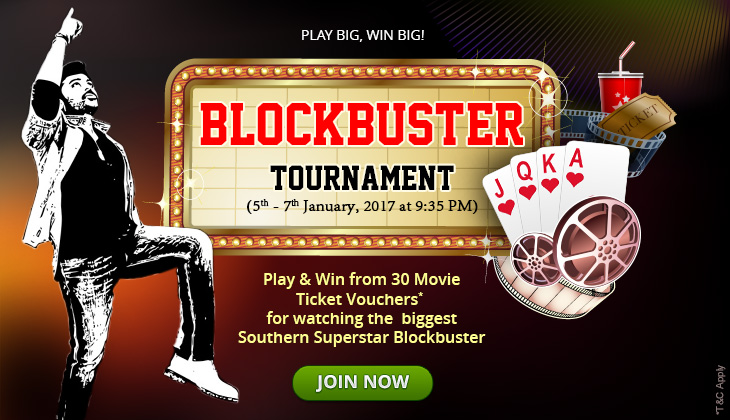 PLAY BIG, WIN BIG!
BLOCKBUSTER
TOURNAMENT
(5th - 7th January, 2017 at 9:35 PM)
TICKET
J Q K A
Play & Win from 30 Movie
Ticket Vouchers*
for watching the biggest
Southern Superstar Blockbuster
JOIN NOW
*T&C Apply